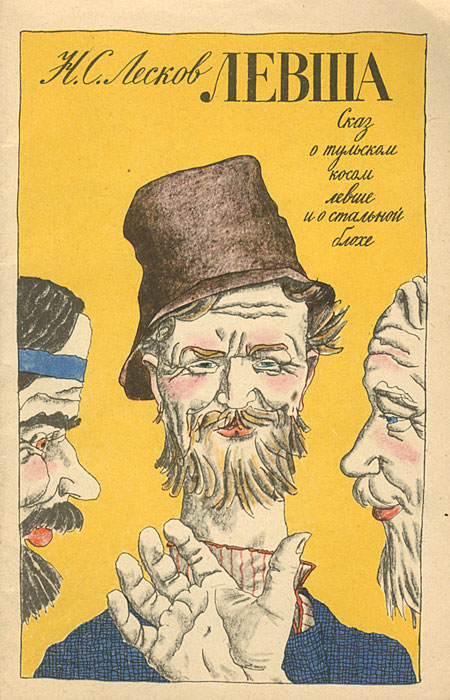 Н. С. Лесков ЛЕВША
Сказ
о тульском
косом
левше
и о стальной
блохе